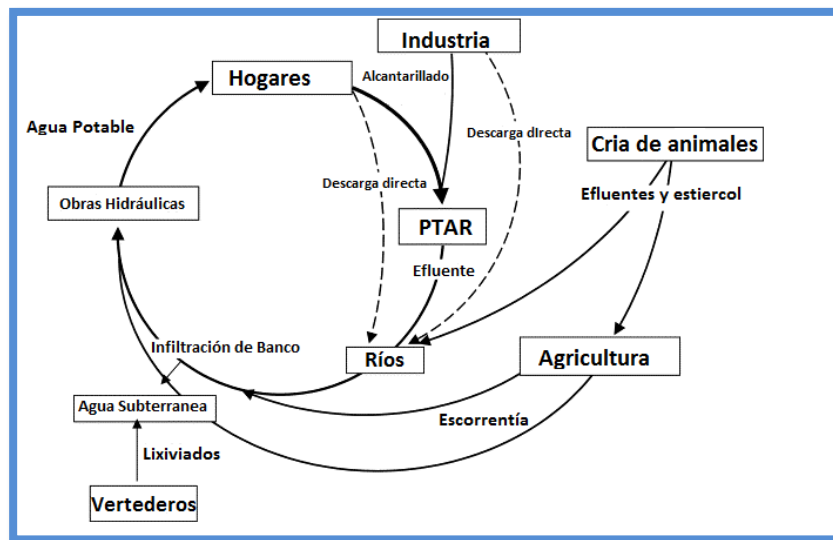 Industria
Hogares
Alcantarillado
Agua Potable
Descarga dIrecta
Cria de animales
Descarga directa
Efluentes y estiercol
Obras Hidráulicas
PTAR
Efluente
Infiltración de Banco
Ríos
Agricultura
Agua Subterranea
Escorrentía
Lixiviados
Vertederos